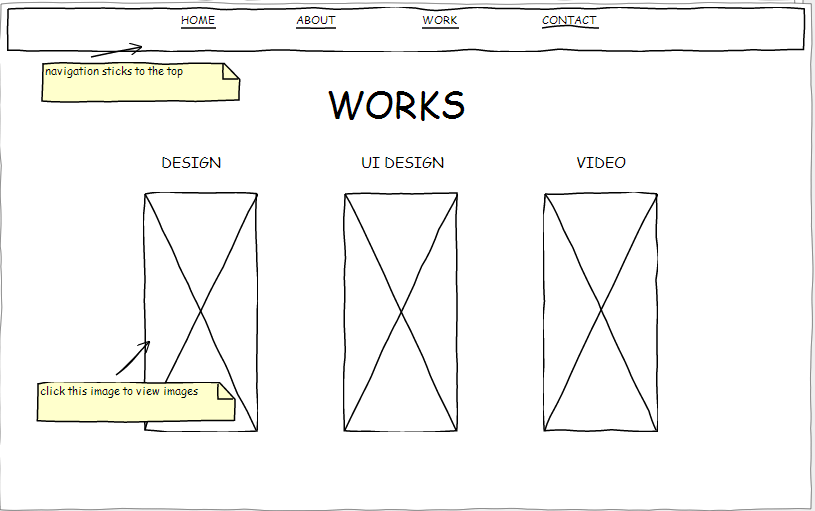 HOME ABOUT WORK CONTACT
navigation sticks to the top
WORKS
DESIGN UI DESIGN VIDEO
click this image to view images